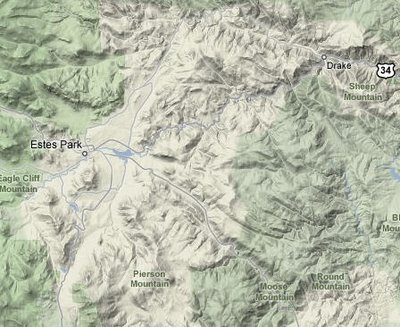 Drake
34
Sheep
Mountain
Estes Park
Eagle Cliff
Mountain
Pierson
Mountain
Moose
Mountain
Round
Mountain